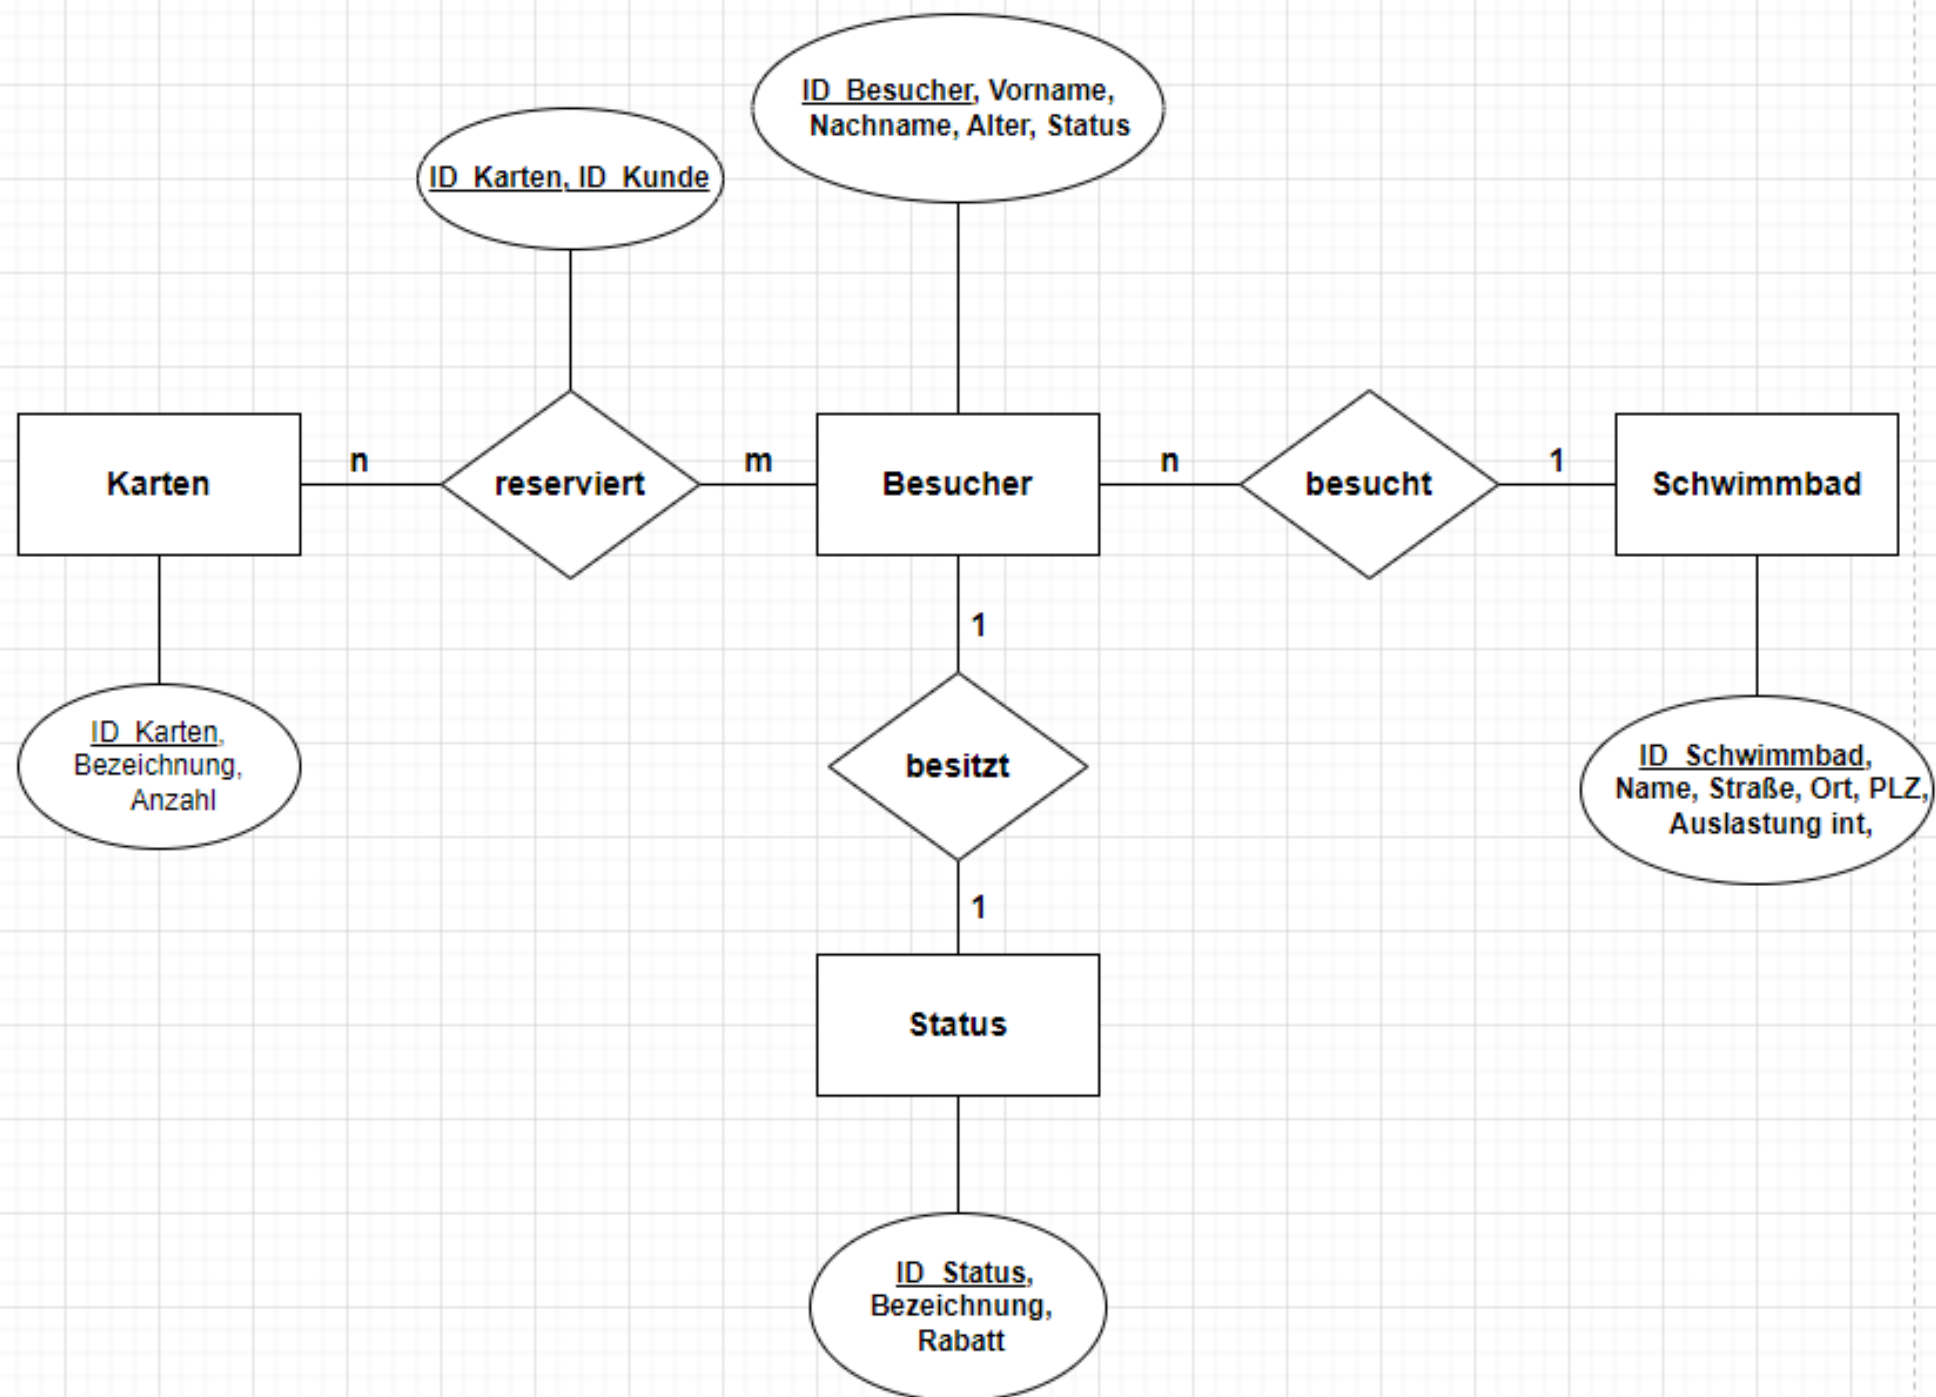 ID_Besucher, Vorname,
Nachname, Alter, Status
ID_Karten, ID_Kunde
Karten
n
reserviert
m
Besucher
n
besucht
1
Schwimmbad
1
ID_Karten,
Bezeichnung,
Anzahl
besitzt
ID_Schwimmbad,
Name, Straße, Ort, PLZ,
Auslastung int,
1
Status
ID_Status,
Bezeichnung,
Rabatt